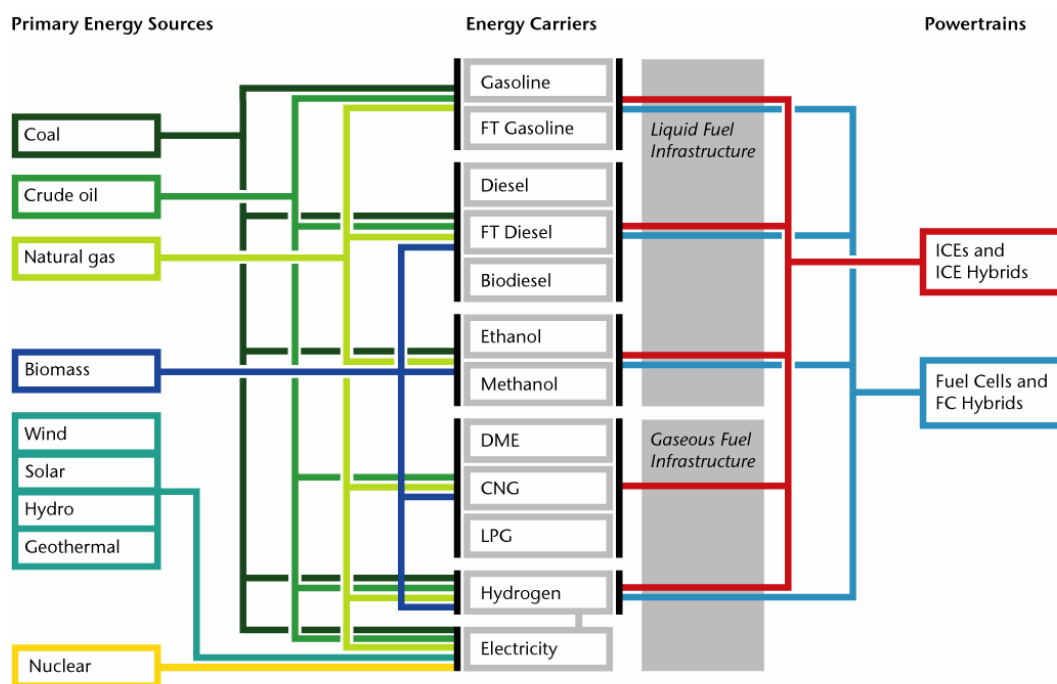 Primary Energy Sources
Energy Carriers
Powertrains
Coal
Crude oil
Natural gas
Biomass
Wind
Solar
Hydro
Geothermal
Nuclear
Gasoline
FT Gasoline
Diesel
FT Diesel
Biodiesel
Ethanol
Methanol
DME
CNG
LPG
Hydrogen
Electricity
Liquid Fuel
Infrastructure
Gaseous Fuel
Infrastructure
ICEs and
ICE Hybrids
Fuel Cells and
FC Hybrids